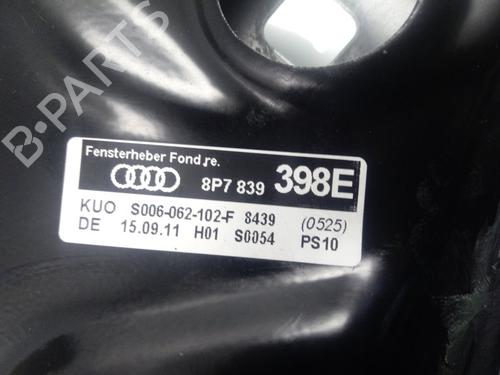 B-PARTS
Fensterheber Fond re.
8P7 839 398E
KUO S006-062-102-F 8439 (0525)
DE 15.09.11 H01 S0054 PS10